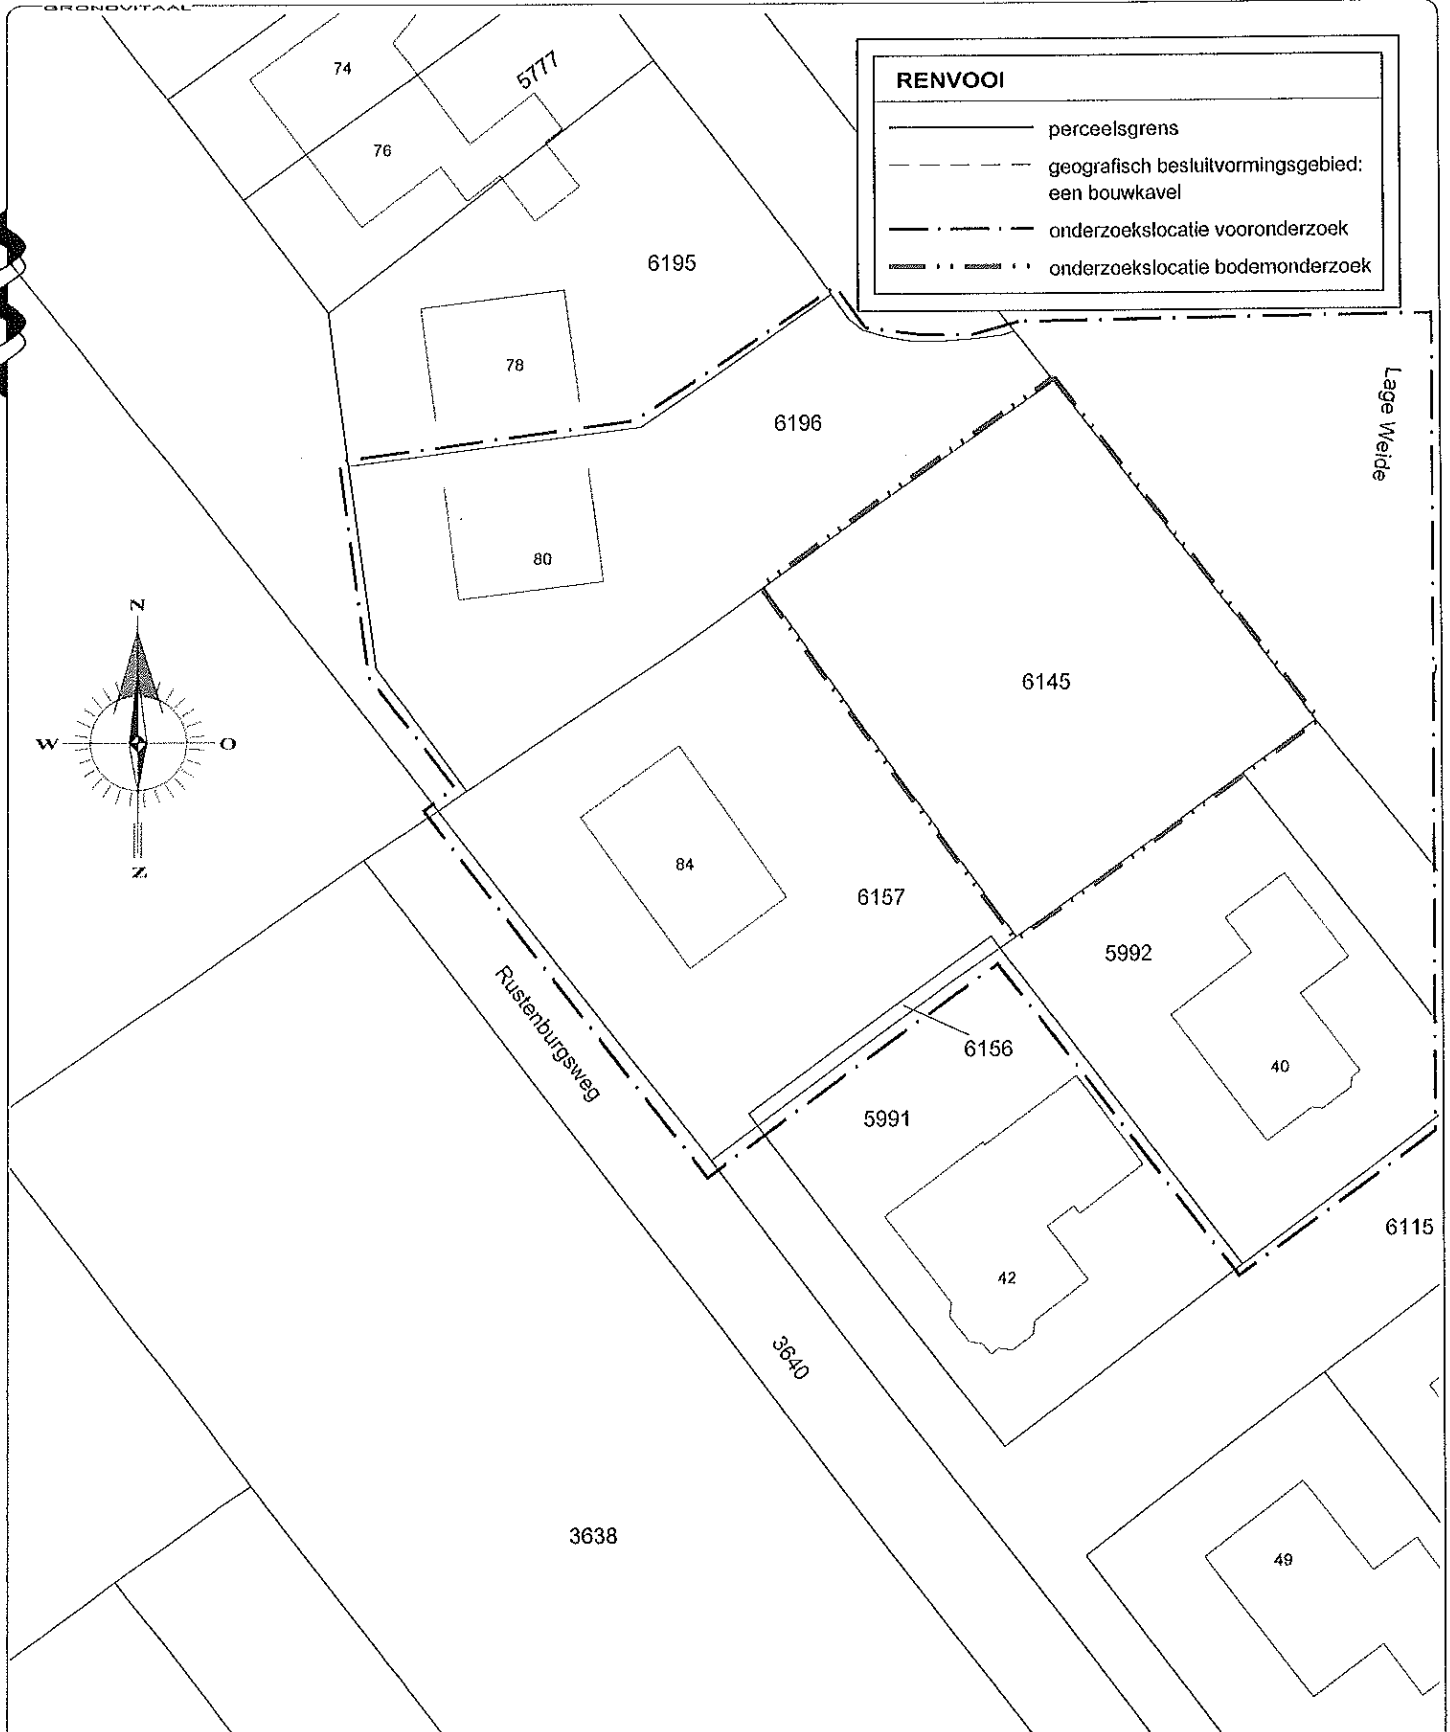 GRONDVITAAL
RENVOOI
perceelsgrens
geografisch besluitvormingsgebied:
een bouwkavel
onderzoekslocatie vooronderzoek
onderzoekslocatie bodemonderzoek
74
5777
76
6195
78
6196
Lage Weide
80
N
W
O
Z
6145
84
6157
5992
Rustenburgsweg
6156
40
5991
6115
42
3640
3638
49